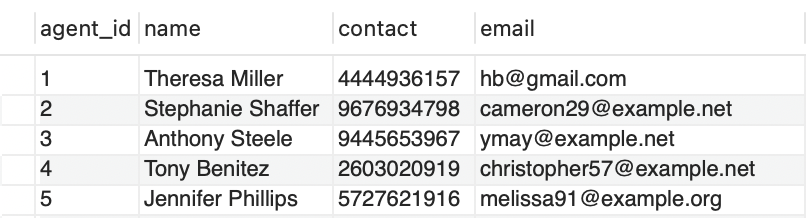 agent_id name contact email
1 Theresa Miller 4444936157 hb@gmail.com
2 Stephanie Shaffer 9676934798 cameron29@example.net
3 Anthony Steele 9445653967 ymay@example.net
4 Tony Benitez 2603020919 christopher57@example.net
5 Jennifer Phillips 5727621916 melissa91@example.org